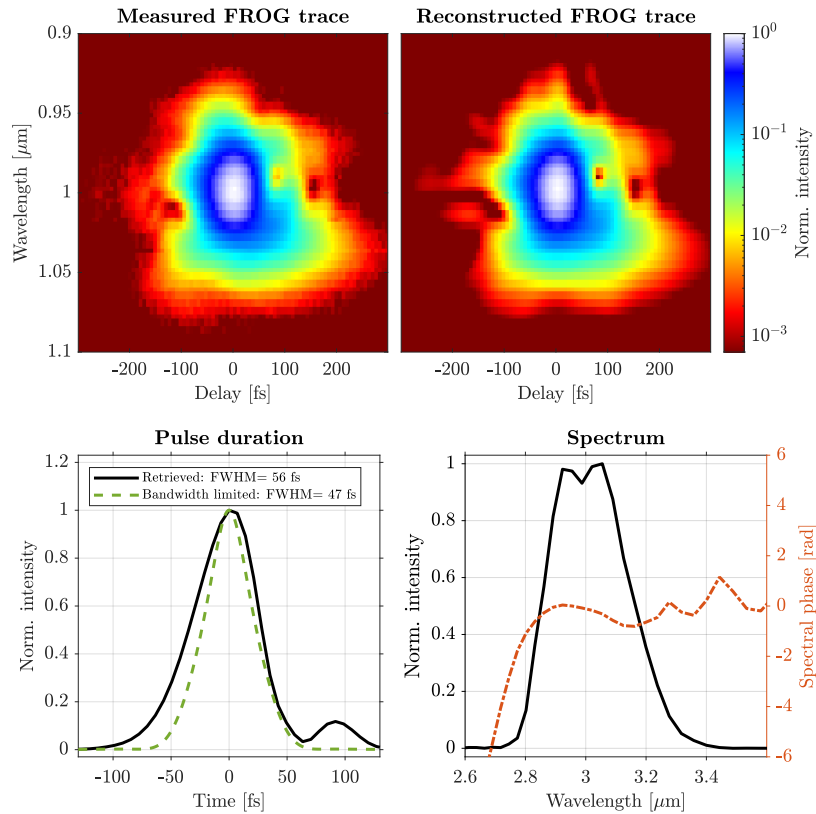 Measured FROG trace
Reconstructed FROG trace
0.9
0.95
1
1.05
1.1
Wavelength [μm]
-200 -100 0 100 200
Delay [fs]
-200 -100 0 100 200
Delay [fs]
10^0
10^-1
10^-2
10^-3
Norm. intensity
Pulse duration
1.2
1
0.8
0.6
0.4
0.2
0
Norm. intensity
Retrieved: FWHM= 56 fs
Bandwidth limited: FWHM= 47 fs
-100 -50 0 50 100
Time [fs]
Spectrum
1
0.8
0.6
0.4
0.2
0
Norm. intensity
6
4
2
0
-2
-4
-6
Spectral phase [rad]
2.6 2.8 3 3.2 3.4
Wavelength [μm]